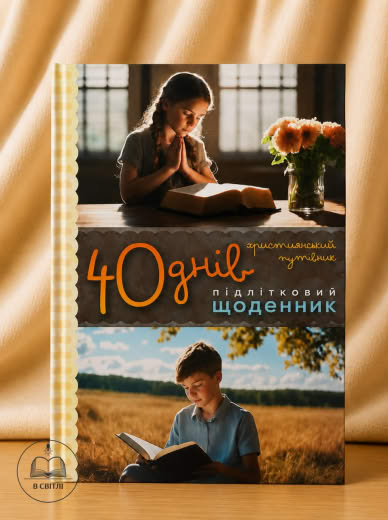 40 днів
християнський
путівник
підлітковий
щоденник
В СВІТЛІ